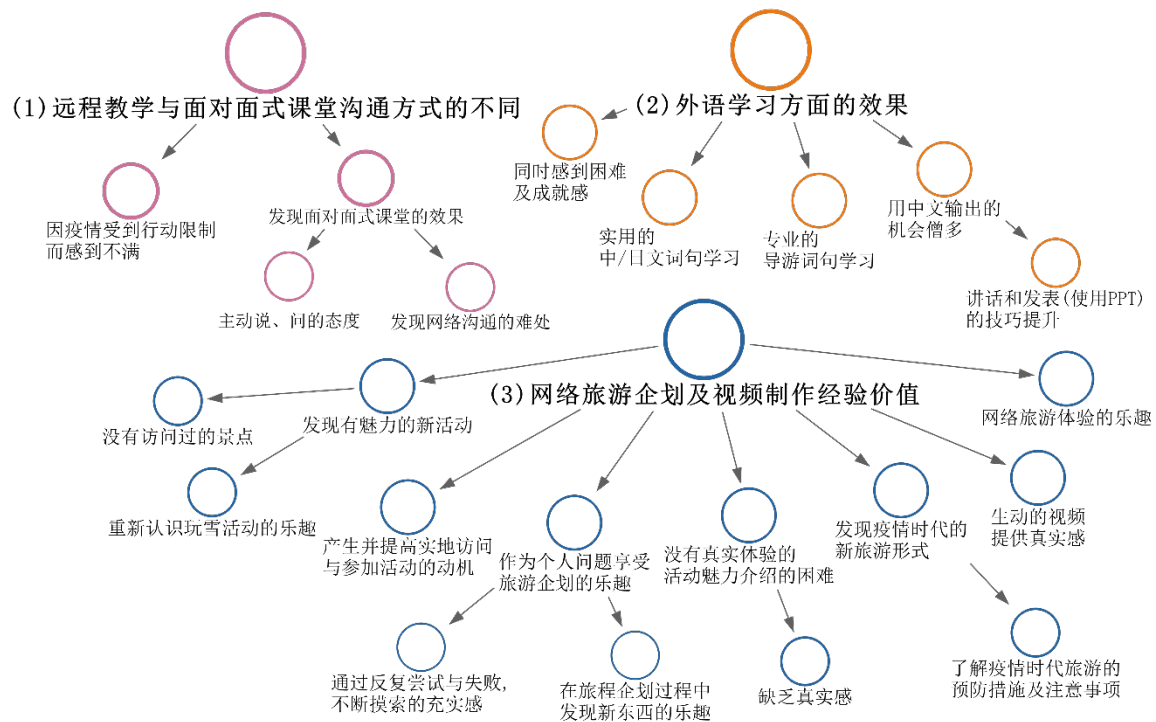 (1)远程教学与面对面式课堂沟通方式的不同
因疫情受到行动限制
而感到不满
发现面对面式课堂的效果
主动说、问的态度
发现网络沟通的难处
(2)外语学习方面的效果
同时感到困难
及成就感
实用的
中/日文词句学习
专业的
导游词句学习
用中文输出的
机会僧多
讲话和发表(使用PPT)
的技巧提升
(3)网络旅游企划及视频制作经验价值
没有访问过的景点
发现有魅力的新活动
网络旅游体验的乐趣
重新认识玩雪活动的乐趣
产生并提高实地访问
与参加活动的动机
作为个人问题享受
旅游企划的乐趣
没有真实体验的
活动魅力介绍的困难
发现疫情时代的
新旅游形式
生动的视频
提供真实感
通过反复尝试与失败,
不断摸索的充实感
在旅程企划过程中
发现新东西的乐趣
缺乏真实感
了解疫情时代旅游的
预防措施及注意事项